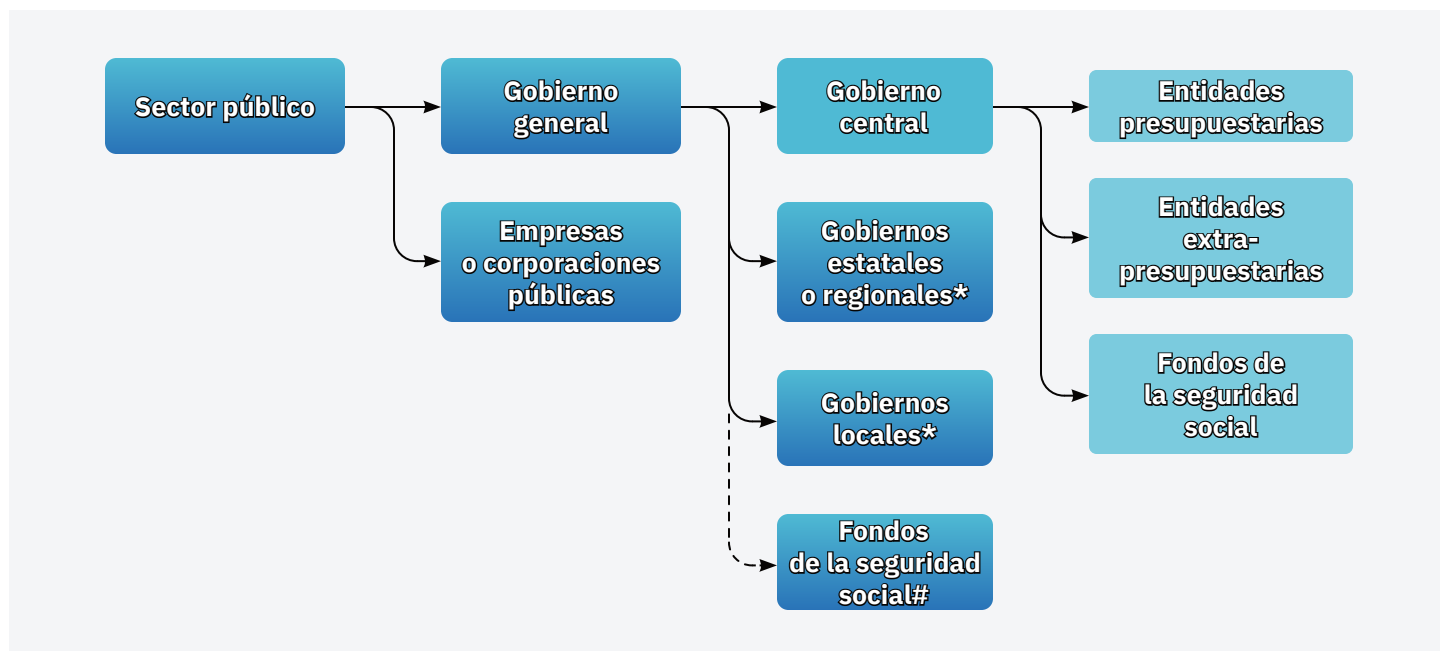 Sector público
Gobierno
general
Empresas
o corporaciones
públicas
Gobierno
central
Gobiernos
estatales
o regionales*
Gobiernos
locales*
Fondos
de la seguridad
social#
Entidades
presupuestarias
Entidades
extra-
presupuestarias
Fondos de
la seguridad
social